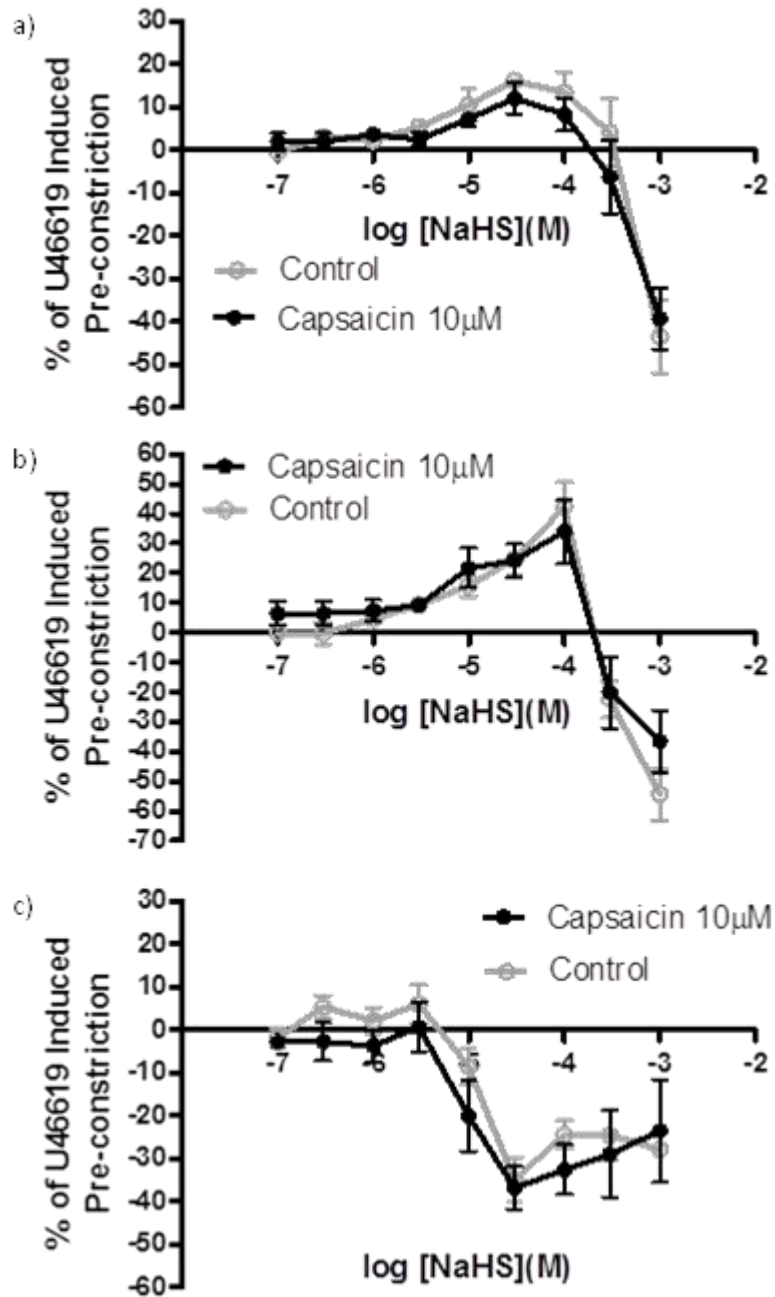 a)
% of U46619 Induced
Pre-constriction
30
20
10
0
-10
-20
-30
-40
-50
-60
-7
-6
-5
-4
-3
-2
log [NaHS](M)
Control
Capsaicin 10µM
b)
% of U46619 Induced
Pre-constriction
60
50
40
30
20
10
0
-10
-20
-30
-40
-50
-60
-70
Capsaicin 10µM
Control
-7
-6
-5
-4
-3
-2
log [NaHS](M)
c)
% of U46619 Induced
Pre-constriction
30
20
10
0
-10
-20
-30
-40
-50
-60
Capsaicin 10µM
Control
-7
-6
-5
-4
-3
-2
log [NaHS](M)